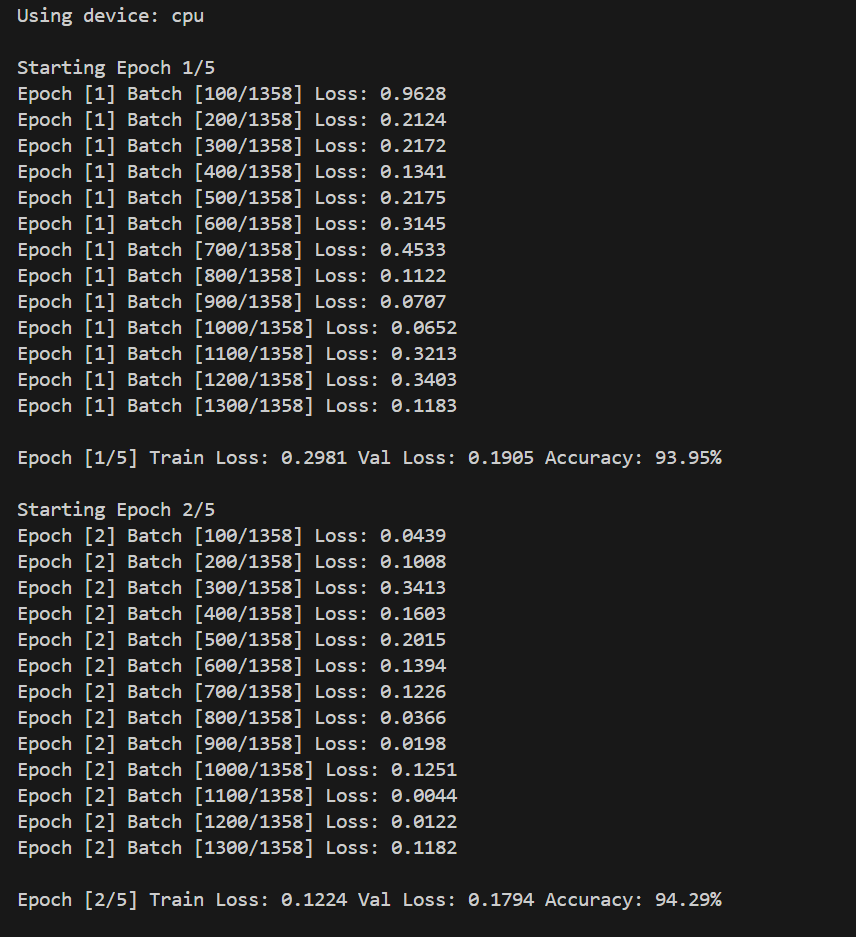 Using device: cpu
Starting Epoch 1/5
Epoch [1] Batch [100/1358] Loss: 0.9628
Epoch [1] Batch [200/1358] Loss: 0.2124
Epoch [1] Batch [300/1358] Loss: 0.2172
Epoch [1] Batch [400/1358] Loss: 0.1341
Epoch [1] Batch [500/1358] Loss: 0.2175
Epoch [1] Batch [600/1358] Loss: 0.3145
Epoch [1] Batch [700/1358] Loss: 0.4533
Epoch [1] Batch [800/1358] Loss: 0.1122
Epoch [1] Batch [900/1358] Loss: 0.0707
Epoch [1] Batch [1000/1358] Loss: 0.0652
Epoch [1] Batch [1100/1358] Loss: 0.3213
Epoch [1] Batch [1200/1358] Loss: 0.3403
Epoch [1] Batch [1300/1358] Loss: 0.1183
Epoch [1/5] Train Loss: 0.2981 Val Loss: 0.1905 Accuracy: 93.95%
Starting Epoch 2/5
Epoch [2] Batch [100/1358] Loss: 0.0439
Epoch [2] Batch [200/1358] Loss: 0.1008
Epoch [2] Batch [300/1358] Loss: 0.3413
Epoch [2] Batch [400/1358] Loss: 0.1603
Epoch [2] Batch [500/1358] Loss: 0.2015
Epoch [2] Batch [600/1358] Loss: 0.1394
Epoch [2] Batch [700/1358] Loss: 0.1226
Epoch [2] Batch [800/1358] Loss: 0.0366
Epoch [2] Batch [900/1358] Loss: 0.0198
Epoch [2] Batch [1000/1358] Loss: 0.1251
Epoch [2] Batch [1100/1358] Loss: 0.0044
Epoch [2] Batch [1200/1358] Loss: 0.0122
Epoch [2] Batch [1300/1358] Loss: 0.1182
Epoch [2/5] Train Loss: 0.1224 Val Loss: 0.1794 Accuracy: 94.29%